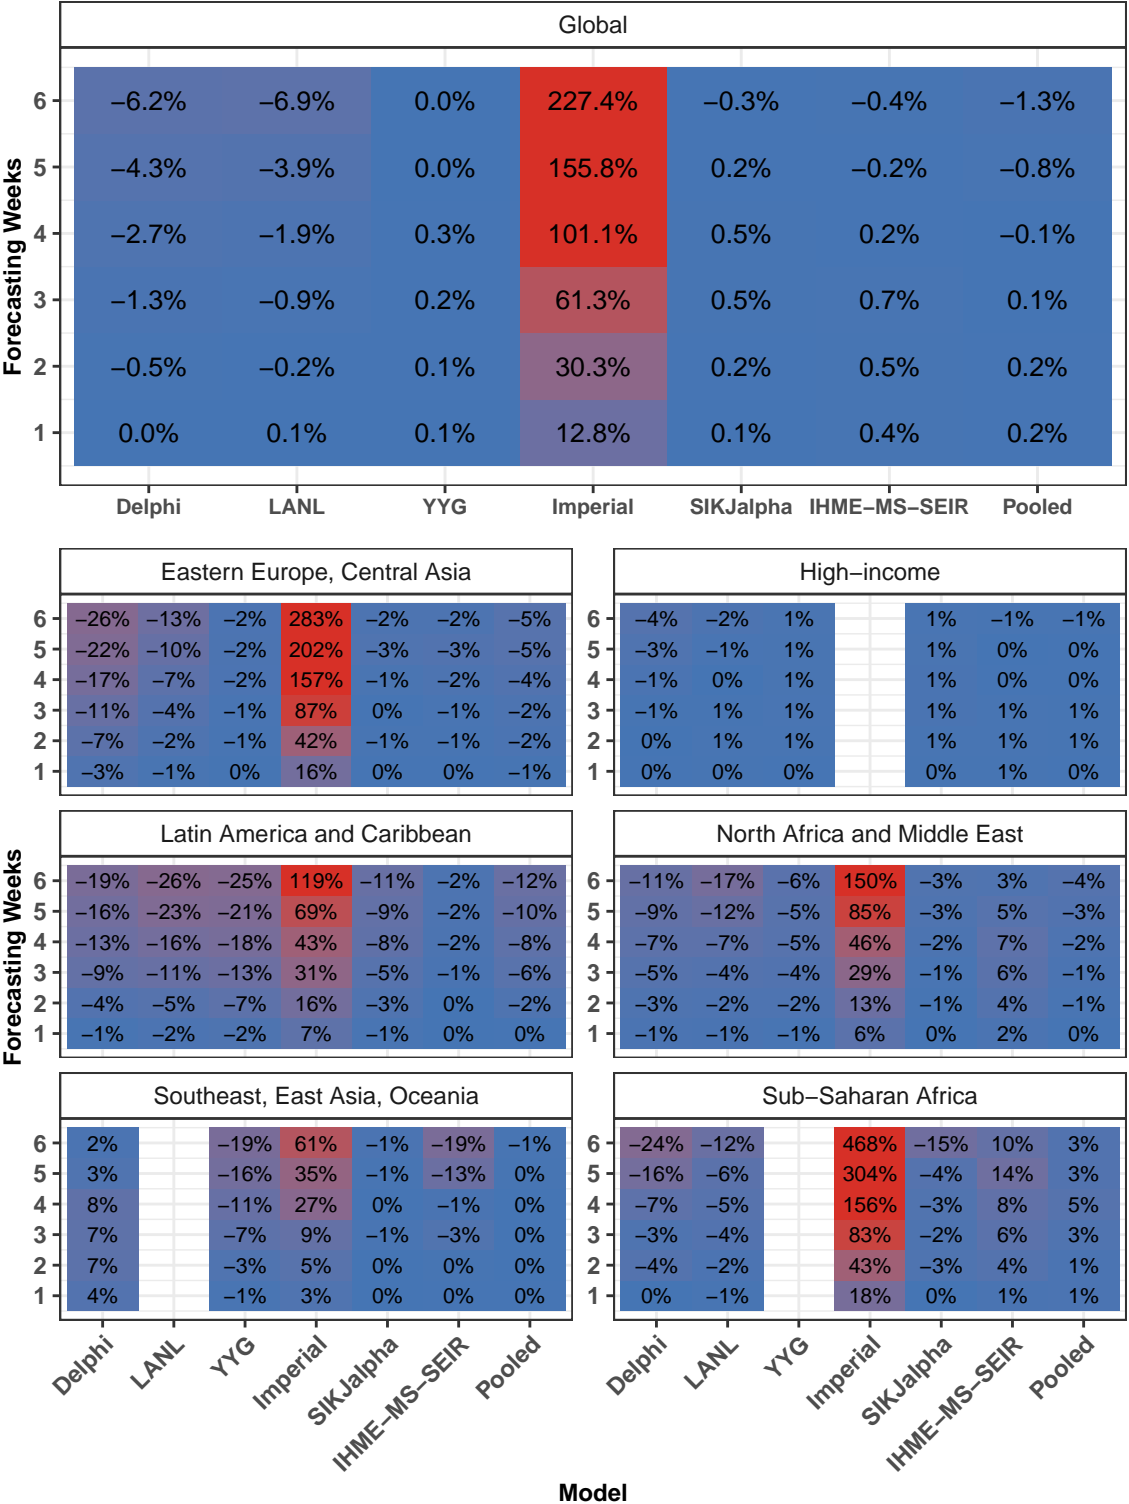 Global
Forecasting Weeks
6 −6.2% −6.9% 0.0% 227.4% −0.3% −0.4% −1.3%
5 −4.3% −3.9% 0.0% 155.8% 0.2% −0.2% −0.8%
4 −2.7% −1.9% 0.3% 101.1% 0.5% 0.2% −0.1%
3 −1.3% −0.9% 0.2% 61.3% 0.5% 0.7% 0.1%
2 −0.5% −0.2% 0.1% 30.3% 0.2% 0.5% 0.2%
1 0.0% 0.1% 0.1% 12.8% 0.1% 0.4% 0.2%
Delphi LANL YYG Imperial SIKJalpha IHME−MS−SEIR Pooled
Forecasting Weeks
Eastern Europe, Central Asia
6 −26% −13% −2% 283% −2% −2% −5%
5 −22% −10% −2% 202% −3% −3% −5%
4 −17% −7% −2% 157% −1% −2% −4%
3 −11% −4% −1% 87% 0% −1% −2%
2 −7% −2% −1% 42% −1% −1% −2%
1 −3% −1% 0% 16% 0% 0% −1%
High−income
−4% −2% 1% 1% −1% −1%
−3% −1% 1% 1% 0% 0%
−1% 0% 1% 1% 0% 0%
−1% 1% 1% 1% 1% 1%
0% 1% 1% 1% 1% 1%
0% 0% 0% 0% 1% 0%
Latin America and Caribbean
6 −19% −26% −25% 119% −11% −2% −12%
5 −16% −23% −21% 69% −9% −2% −10%
4 −13% −16% −18% 43% −8% −2% −8%
3 −9% −11% −13% 31% −5% −1% −6%
2 −4% −5% −7% 16% −3% 0% −2%
1 −1% −2% −2% 7% −1% 0% 0%
North Africa and Middle East
−11% −17% −6% 150% −3% 3% −4%
−9% −12% −5% 85% −3% 5% −3%
−7% −7% −5% 46% −2% 7% −2%
−5% −4% −4% 29% −1% 6% −1%
−3% −2% −2% 13% −1% 4% −1%
−1% −1% −1% 6% 0% 2% 0%
Southeast, East Asia, Oceania
6 2% −19% 61% −1% −19% −1%
5 3% −16% 35% −1% −13% 0%
4 8% −11% 27% 0% −1% 0%
3 7% −7% 9% −1% −3% 0%
2 7% −3% 5% 0% 0% 0%
1 4% −1% 3% 0% 0% 0%
Delphi LANL YYG Imperial SIKJalpha IHME−MS−SEIR Pooled
Sub−Saharan Africa
−24% −12% 468% −15% 10% 3%
−16% −6% 304% −4% 14% 3%
−7% −5% 156% −3% 8% 5%
−3% −4% 83% −2% 6% 3%
−4% −2% 43% −3% 4% 1%
0% −1% 18% 0% 1% 1%
Delphi LANL YYG Imperial SIKJalpha IHME−MS−SEIR Pooled
Model